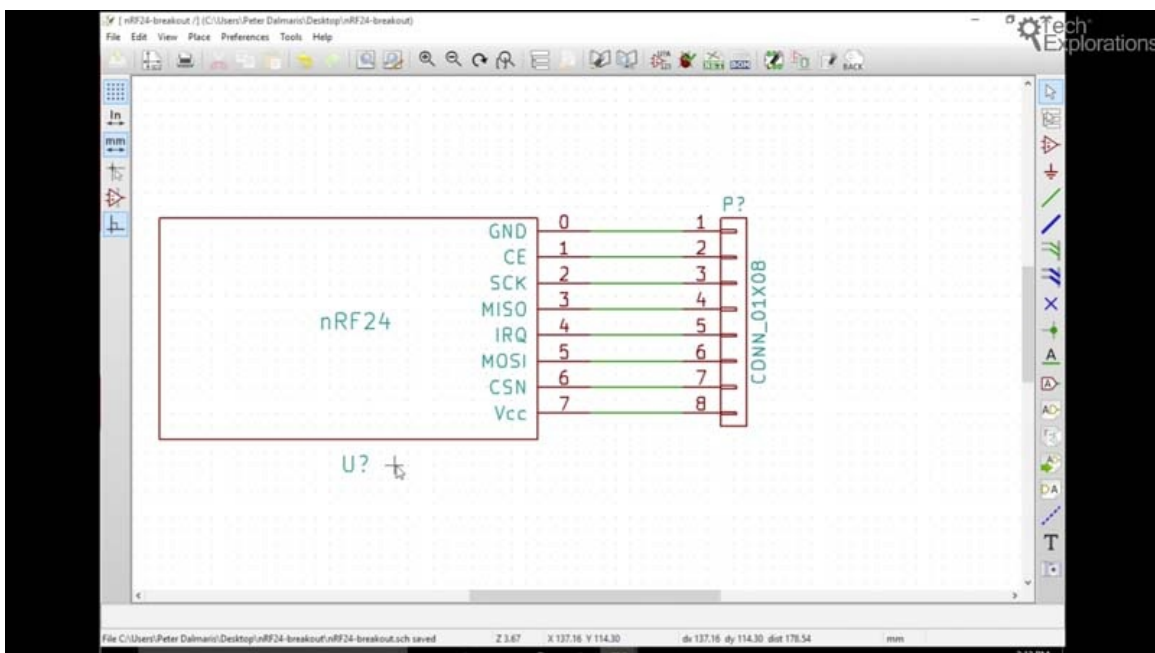 [ nRF24-breakout /] (C:\Users\Peter Dalmaris\Desktop\nRF24-breakout)
Tech
Explorations
File Edit View Place Preferences Tools Help
BOM
BACK
In
mm
P?
GND 0 1
CE 1 2
SCK 2 3
MISO 3 4
IRQ 4 5
MOSI 5 6
CSN 6 7
Vcc 7 8
nRF24
CONN_01X08
U?
A
A
T
File C:\Users\Peter Dalmaris\Desktop\nRF24-breakout\nRF24-breakout.sch saved Z 3.67 X 137.16 Y 114.30 dx 137.16 dy 114.30 dist 178.54 mm